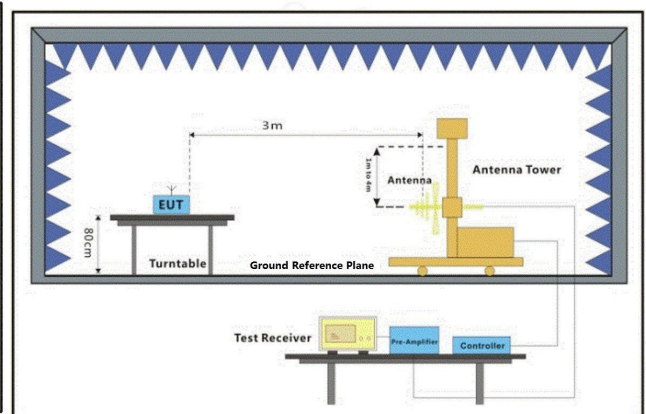 3m
1m to 4m
Antenna
Antenna Tower
EUT
80cm
Turntable
Ground Reference Plane
Test Receiver
Pre-Amplifier
Controller